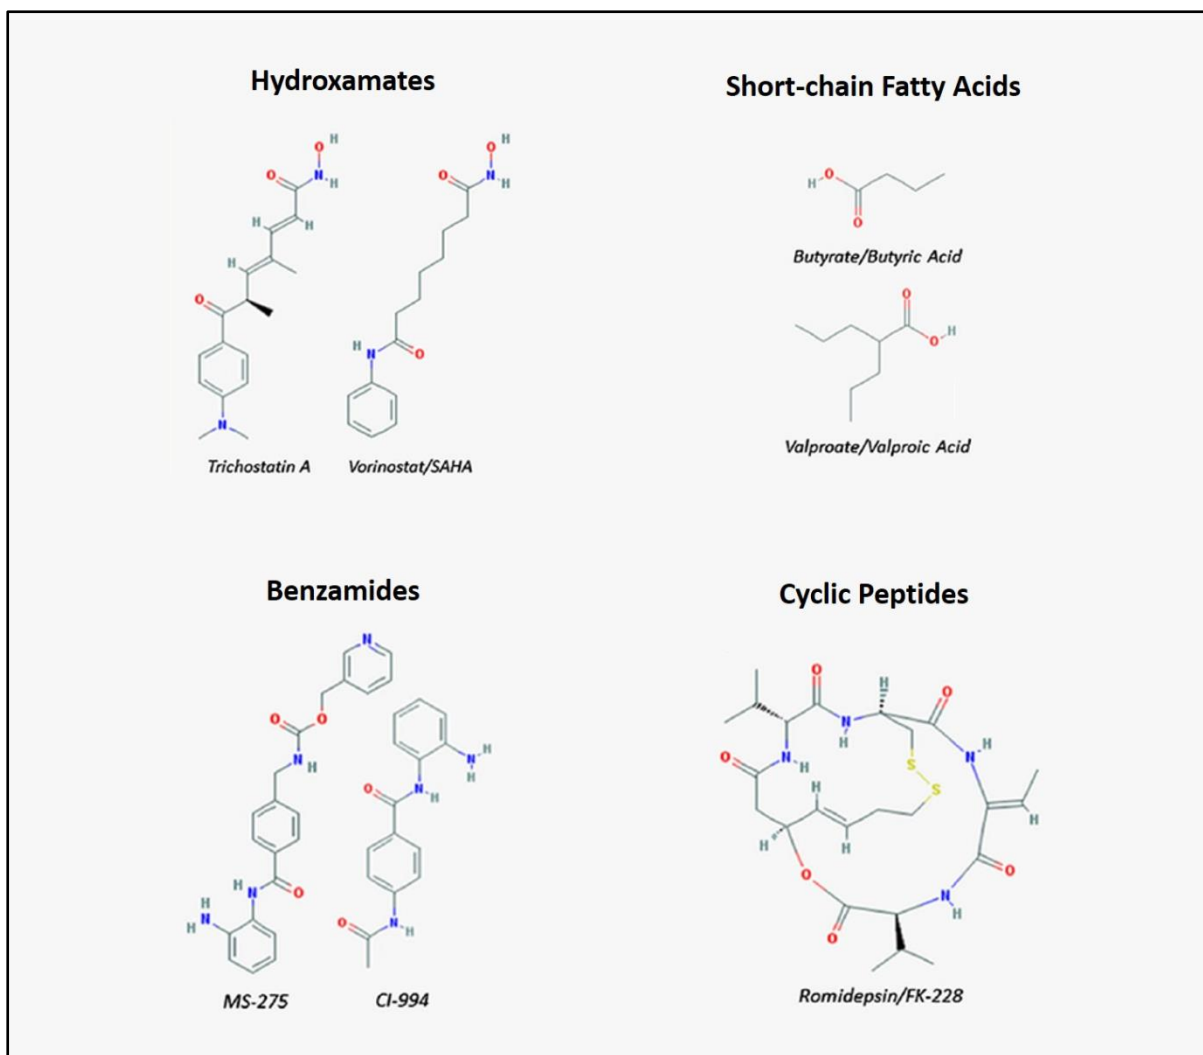 Hydroxamates
Short-chain Fatty Acids
Trichostatin A
Vorinostat/SAHA
Butyrate/Butyric Acid
Valproate/Valproic Acid
Benzamides
Cyclic Peptides
MS-275
CI-994
Romidepsin/FK-228